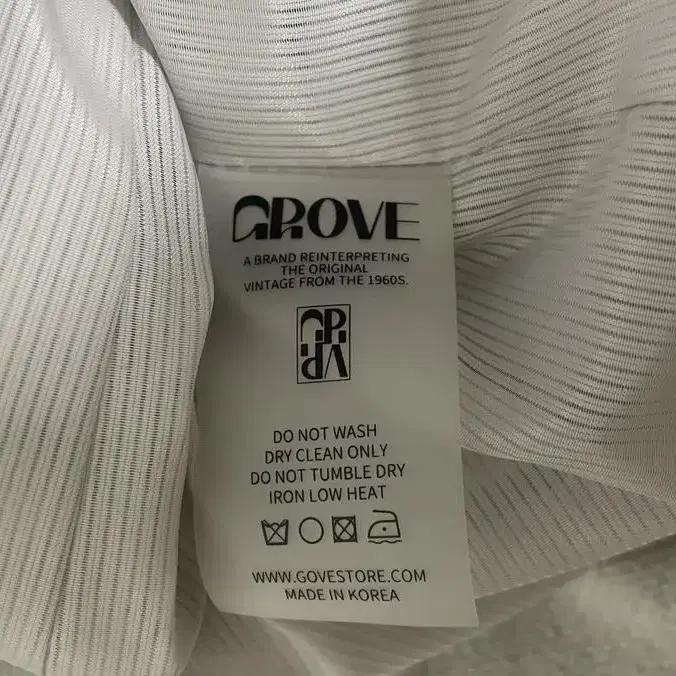 GROVE
A BRAND REINTERPRETING
THE ORIGINAL
VINTAGE FROM THE 1960S.
DO NOT WASH
DRY CLEAN ONLY
DO NOT TUMBLE DRY
IRON LOW HEAT
WWW.GOVESTORE.COM
MADE IN KOREA